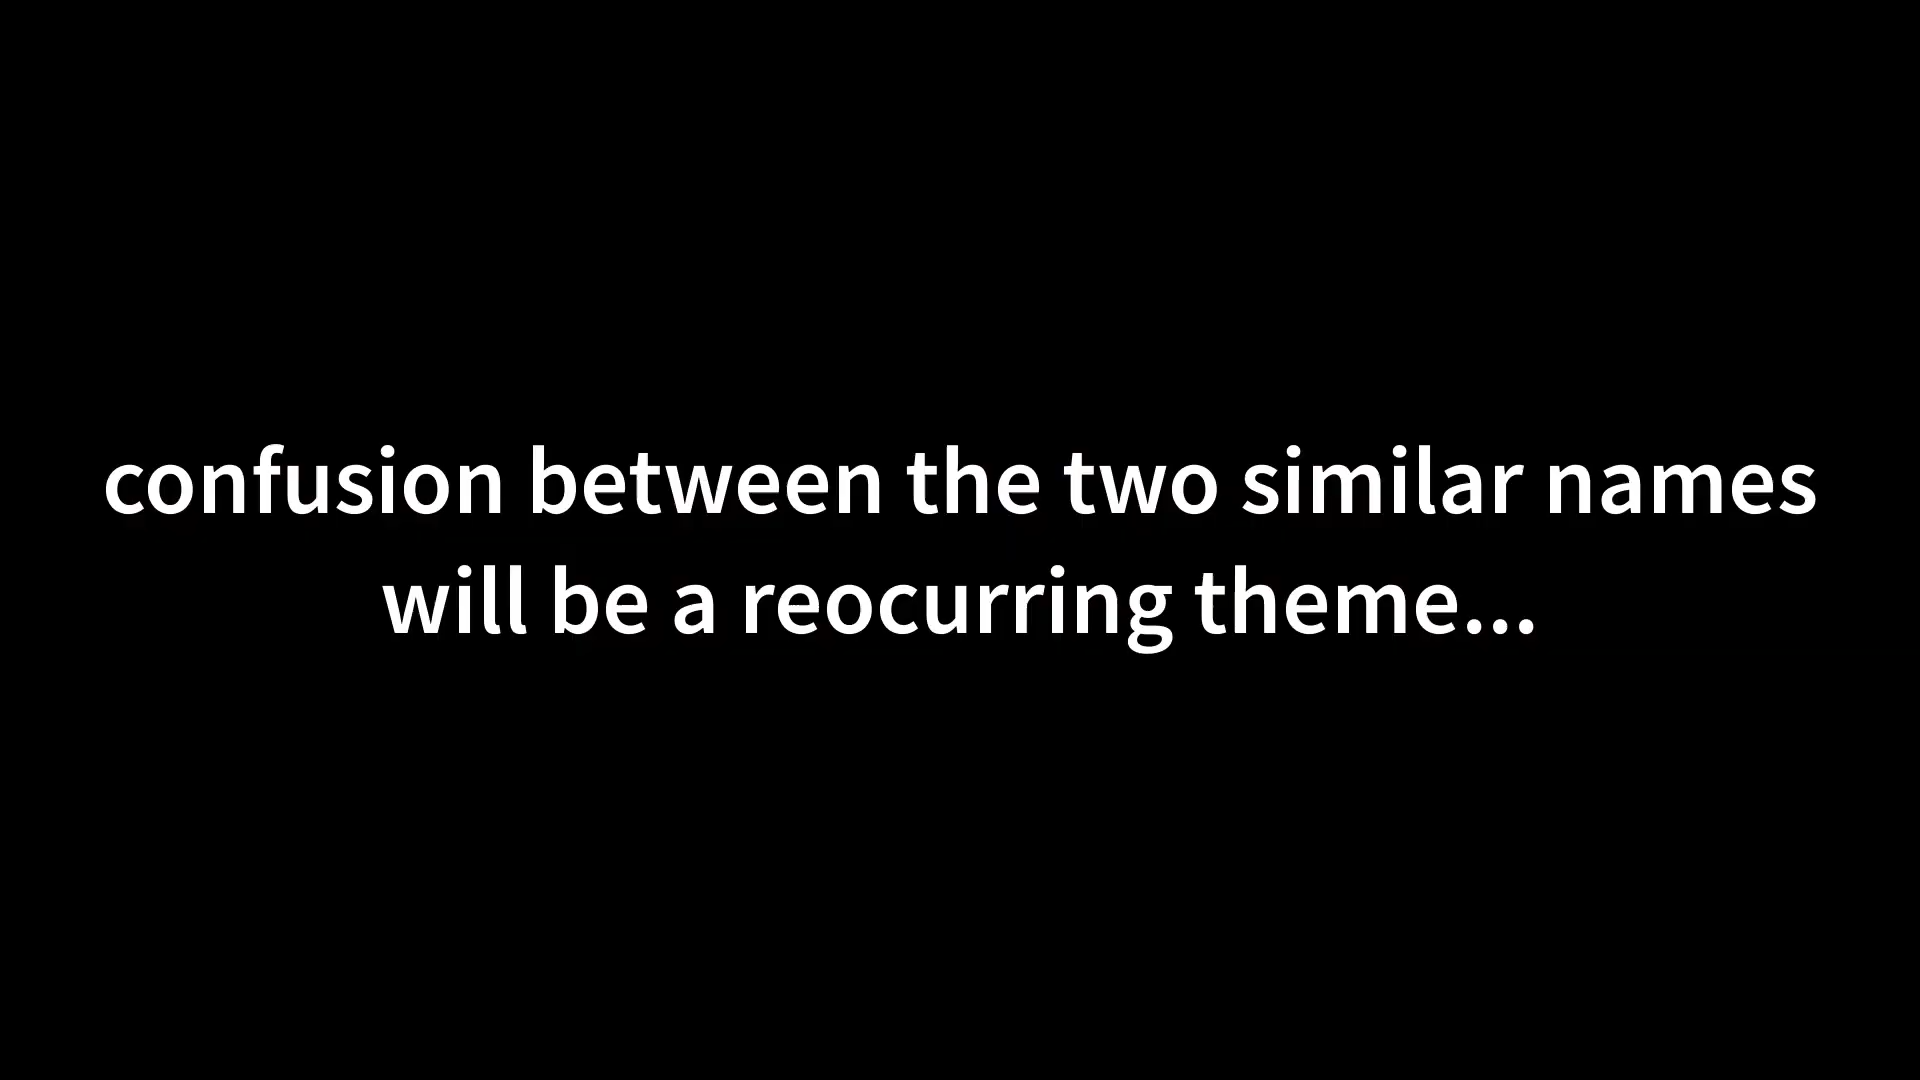 confusion between the two similar names
will be a reocurring theme...